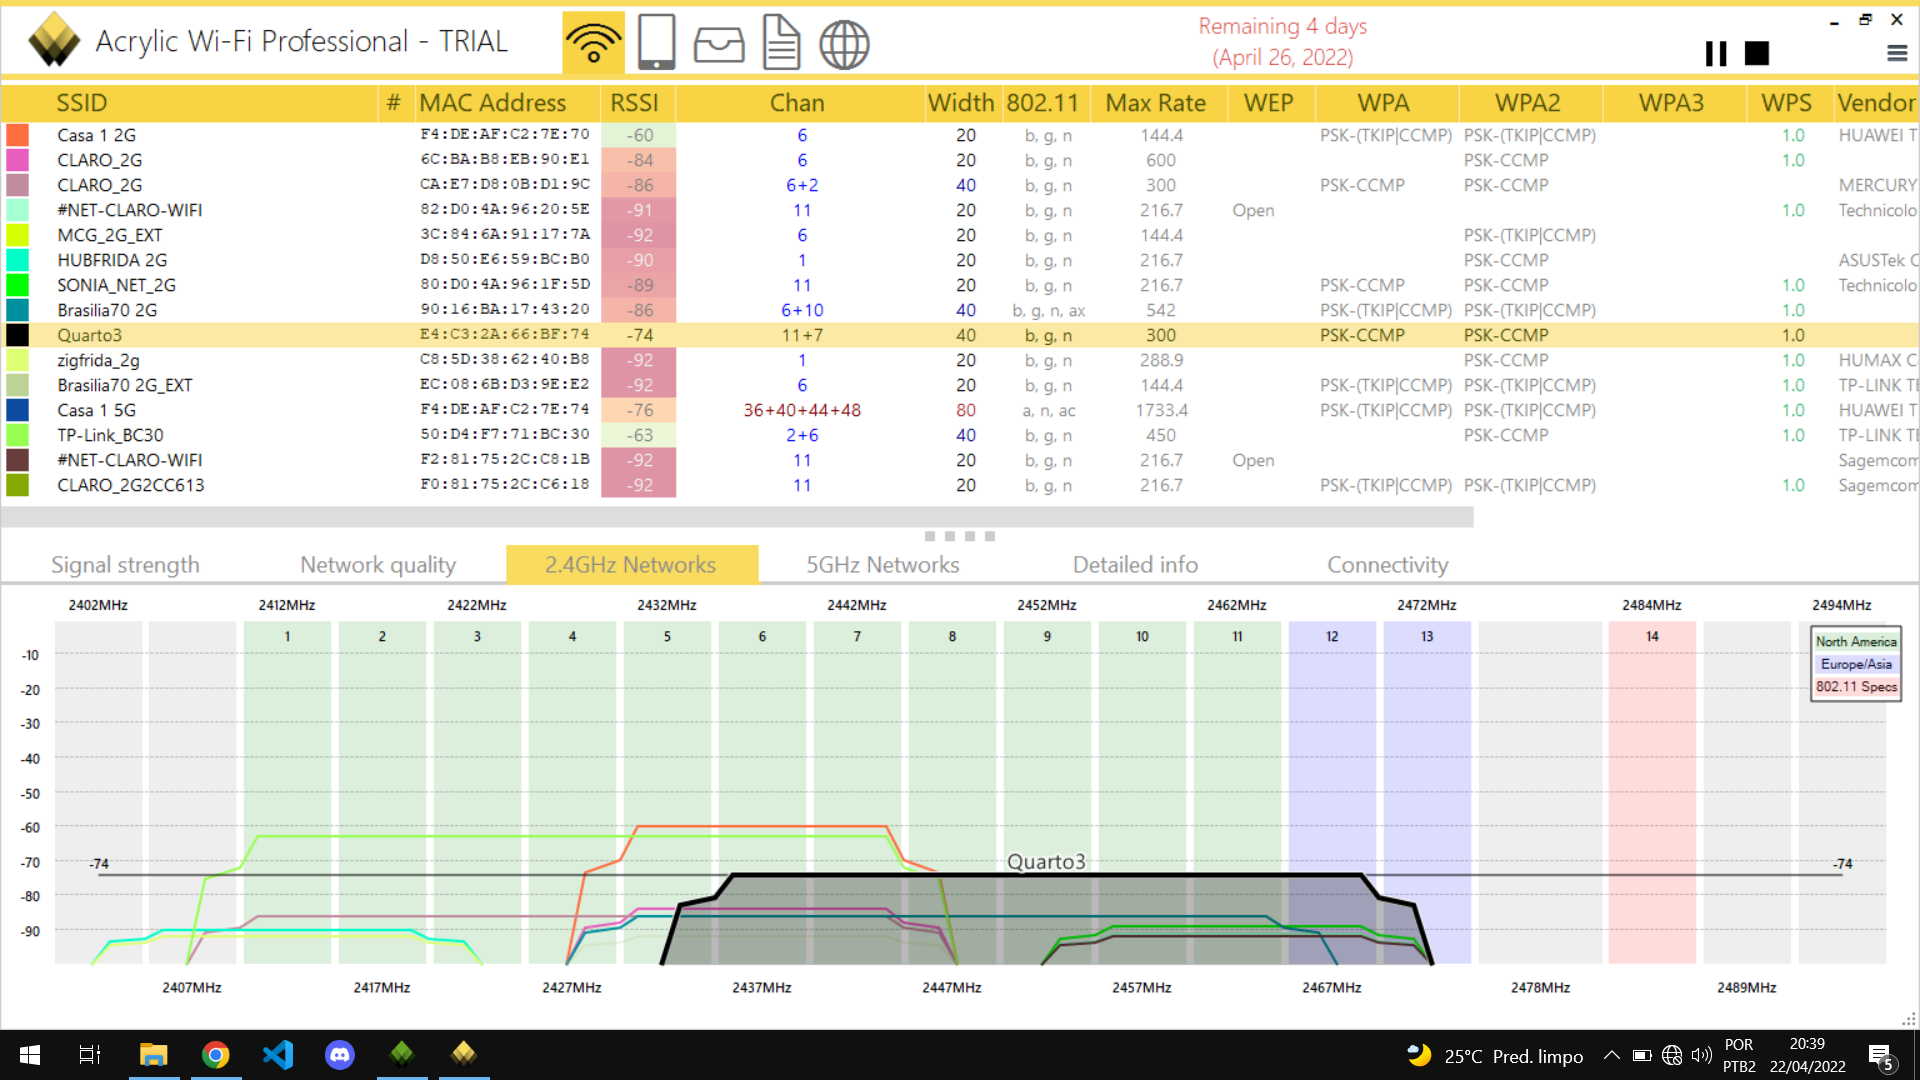 Acrylic Wi-Fi Professional - TRIAL
Remaining 4 days
(April 26, 2022)
SSID # MAC Address RSSI Chan Width 802.11 Max Rate WEP WPA WPA2 WPA3 WPS Vendor
Casa 1 2G F4:DE:AF:C2:7E:70 -60 6 20 b, g, n 144.4 PSK-(TKIP|CCMP) PSK-(TKIP|CCMP) 1.0 HUAWEI T
CLARO_2G 6C:BA:B8:EB:90:E1 -84 6 20 b, g, n 600 PSK-CCMP 1.0
CLARO_2G CA:E7:D8:0B:D1:9C -86 6+2 40 b, g, n 300 PSK-CCMP PSK-CCMP MERCURY
#NET-CLARO-WIFI 82:D0:4A:96:20:5E -91 11 20 b, g, n 216.7 Open 1.0 Technicolo
MCG_2G_EXT 3C:84:6A:91:17:7A -92 6 20 b, g, n 144.4 PSK-(TKIP|CCMP)
HUBFRIDA 2G D8:50:E6:59:BC:B0 -90 1 20 b, g, n 216.7 PSK-CCMP ASUSTek C
SONIA_NET_2G 80:D0:4A:96:1F:5D -89 11 20 b, g, n 216.7 PSK-CCMP PSK-CCMP 1.0 Technicolo
Brasilia70 2G 90:16:BA:17:43:20 -86 6+10 40 b, g, n, ax 542 PSK-(TKIP|CCMP) PSK-(TKIP|CCMP) 1.0
Quarto3 E4:C3:2A:66:BF:74 -74 11+7 40 b, g, n 300 PSK-CCMP PSK-CCMP 1.0
zigfrida_2g C8:5D:38:62:40:B8 -92 1 20 b, g, n 288.9 PSK-CCMP 1.0 HUMAX C
Brasilia70 2G_EXT EC:08:6B:D3:9E:E2 -92 6 20 b, g, n 144.4 PSK-(TKIP|CCMP) PSK-(TKIP|CCMP) 1.0 TP-LINK TE
Casa 1 5G F4:DE:AF:C2:7E:74 -76 36+40+44+48 80 a, n, ac 1733.4 PSK-(TKIP|CCMP) PSK-(TKIP|CCMP) 1.0 HUAWEI T
TP-Link_BC30 50:D4:F7:71:BC:30 -63 2+6 40 b, g, n 450 PSK-CCMP 1.0 TP-LINK TE
#NET-CLARO-WIFI F2:81:75:2C:C8:1B -92 11 20 b, g, n 216.7 Open Sagemcom
CLARO_2G2CC613 F0:81:75:2C:C6:18 -92 11 20 b, g, n 216.7 PSK-(TKIP|CCMP) PSK-(TKIP|CCMP) 1.0 Sagemcom
Signal strength Network quality 2.4GHz Networks 5GHz Networks Detailed info Connectivity
2402MHz 2412MHz 2422MHz 2432MHz 2442MHz 2452MHz 2462MHz 2472MHz 2484MHz 2494MHz
1 2 3 4 5 6 7 8 9 10 11 12 13 14
North America
Europe/Asia
802.11 Specs
-10
-20
-30
-40
-50
-60
-70
-80
-90
-74
Quarto3
-74
2407MHz 2417MHz 2427MHz 2437MHz 2447MHz 2457MHz 2467MHz 2478MHz 2489MHz
25°C Pred. limpo
POR
PTB2
20:39
22/04/2022
5